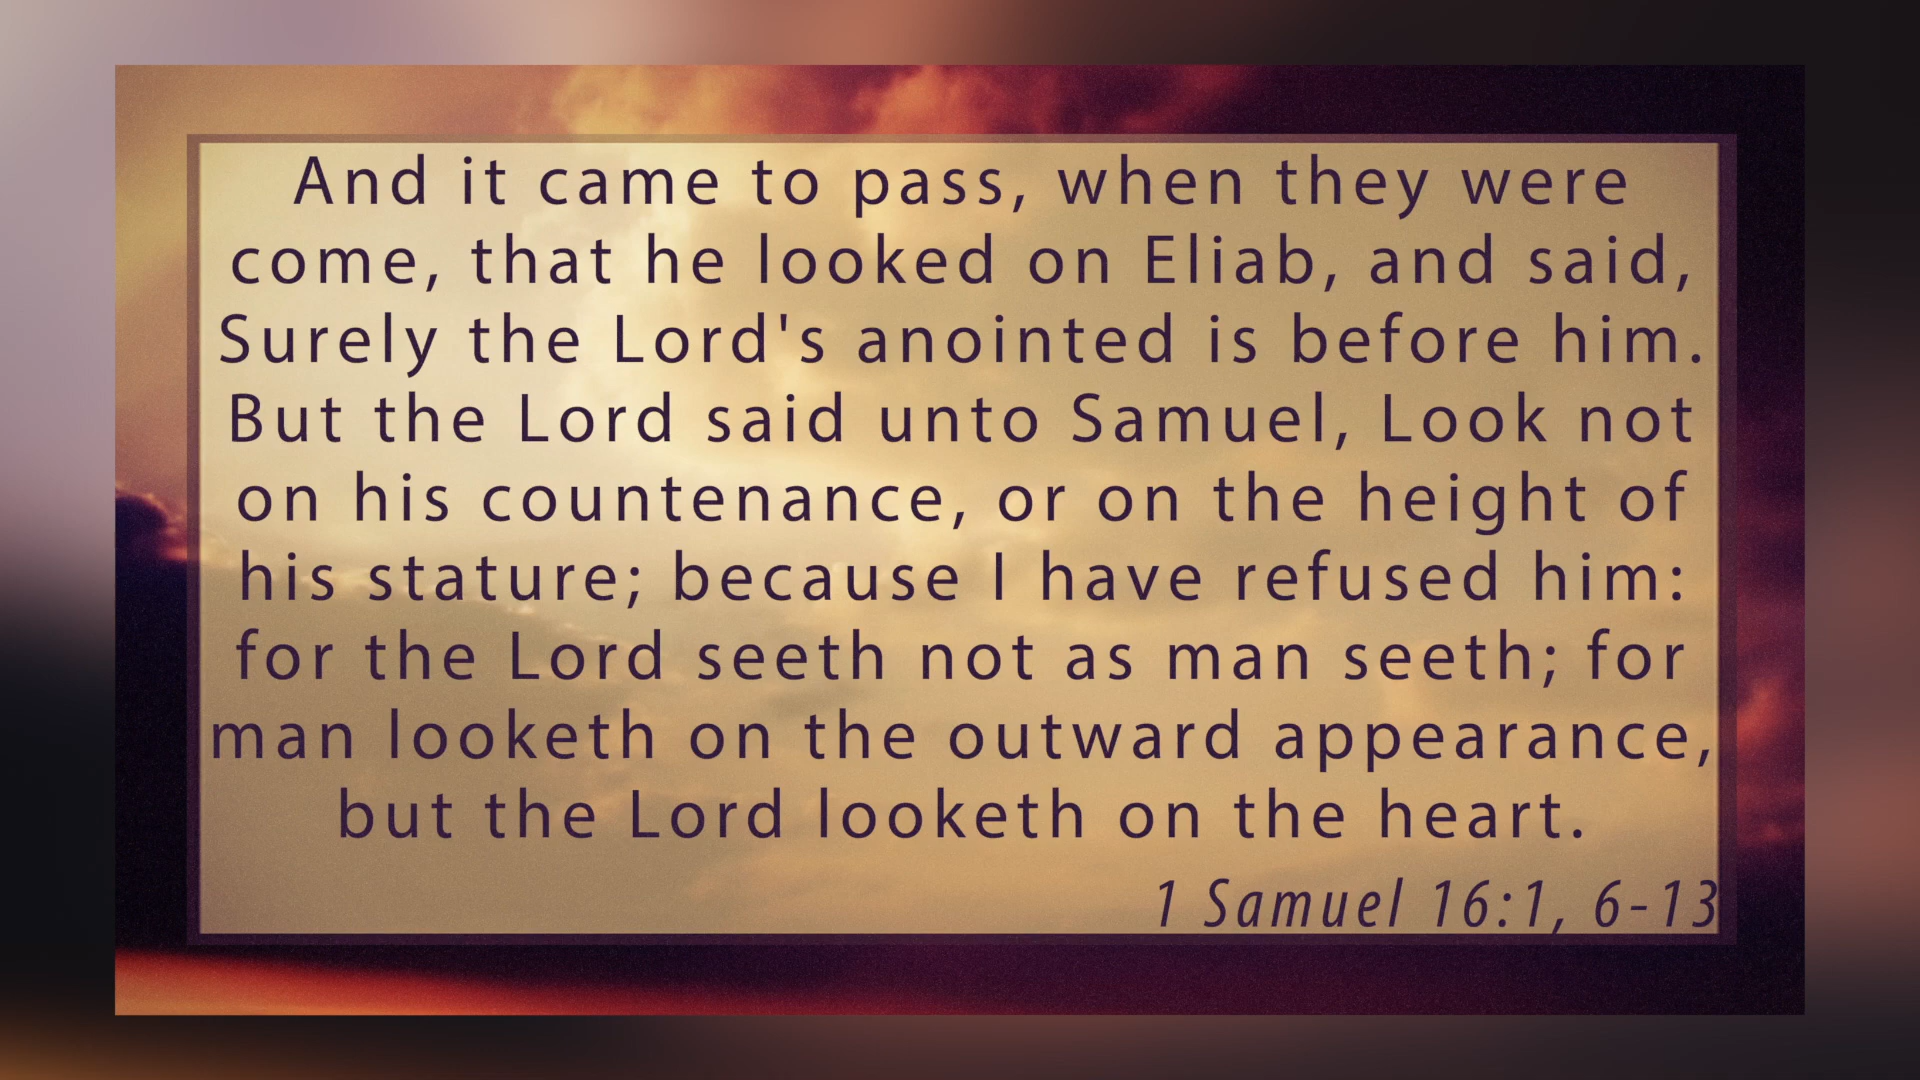 And it came to pass, when they were
come, that he looked on Eliab, and said,
Surely the Lord's anointed is before him.
But the Lord said unto Samuel, Look not
on his countenance, or on the height of
his stature; because I have refused him:
for the Lord seeth not as man seeth; for
man looketh on the outward appearance,
but the Lord looketh on the heart.
1 Samuel 16:1, 6-13